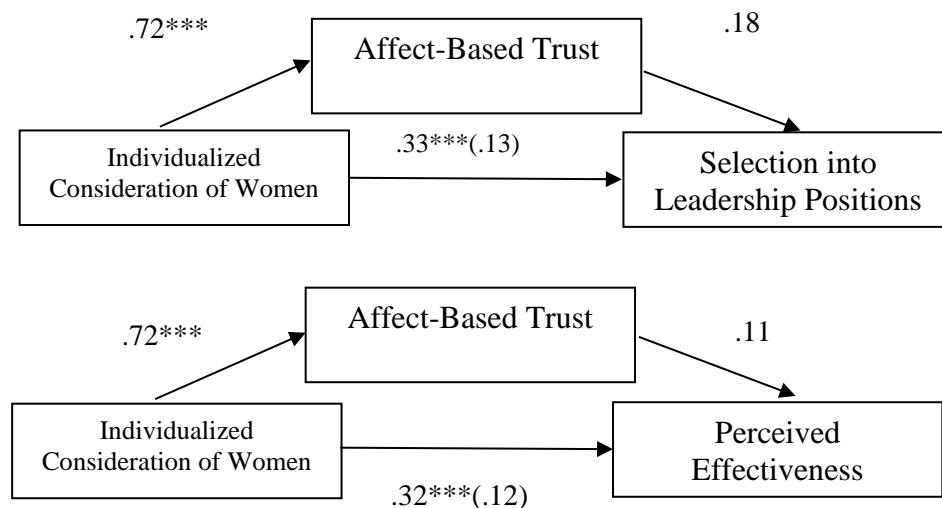 .72***
Affect-Based Trust
.18
Individualized
Consideration of Women
.33***(.13)
Selection into
Leadership Positions
.72***
Affect-Based Trust
.11
Individualized
Consideration of Women
.32***(.12)
Perceived
Effectiveness